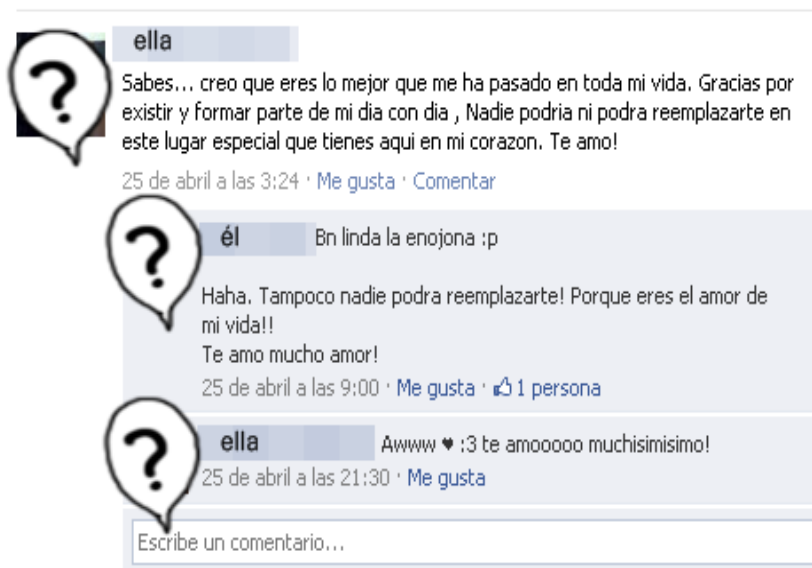 ella
Sabes... creo que eres lo mejor que me ha pasado en toda mi vida. Gracias por
existir y formar parte de mi dia con dia , Nadie podria ni podra reemplazarte en
este lugar especial que tienes aqui en mi corazon. Te amo!
25 de abril a las 3:24 · Me gusta · Comentar
él Bn linda la enojona :p
Haha. Tampoco nadie podra reemplazarte! Porque eres el amor de
mi vida!!
Te amo mucho amor!
25 de abril a las 9:00 · Me gusta · 1 persona
ella Awww ♥ :3 te amooooo muchisimisimo!
25 de abril a las 21:30 · Me gusta
Escribe un comentario...